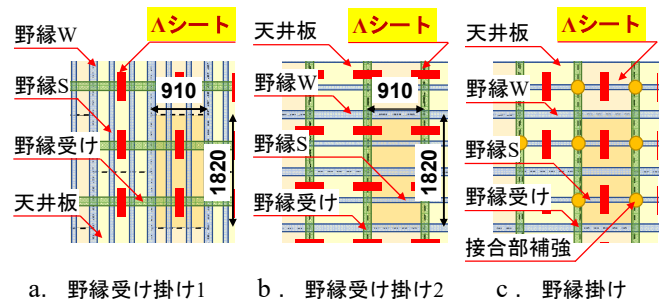 野縁W
Λシート
野縁S
910
野縁受け
1820
天井板
a. 野縁受け掛け1
天井板
Λシート
野縁W
910
野縁S
1820
野縁受け
b. 野縁受け掛け2
天井板
Λシート
野縁W
野縁S
野縁受け
接合部補強
c. 野縁掛け